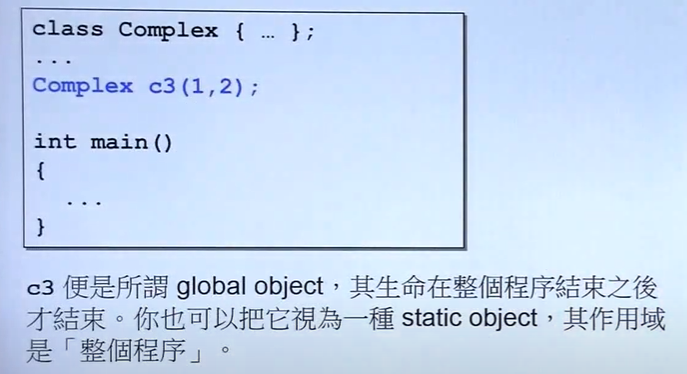 class Complex { … };
...
Complex c3(1,2);
int main()
{
...
}
c3 便是所謂 global object，其生命在整個程序結束之後
才結束。你也可以把它視為一種 static object，其作用域
是「整個程序」。